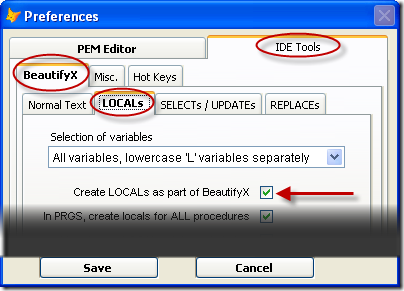 Preferences
PEM Editor
IDE Tools
BeautifyX
Misc.
Hot Keys
Normal Text
LOCALs
SELECTs / UPDATEs
REPLACEs
Selection of variables
All variables, lowercase 'L' variables separately
Create LOCALs as part of BeautifyX
In PRGS, create locals for ALL procedures
Save
Cancel